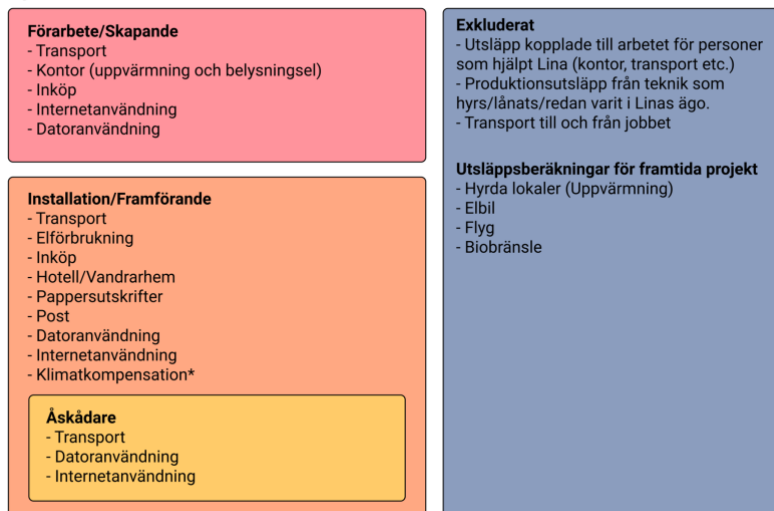 Förarbete/Skapande
- Transport
- Kontor (uppvärmning och belysningsel)
- Inköp
- Internetanvändning
- Datoranvändning
Installation/Framförande
- Transport
- Elförbrukning
- Inköp
- Hotell/Vandrarhem
- Pappersutskrifter
- Post
- Datoranvändning
- Internetanvändning
- Klimatkompensation*
Åskådare
- Transport
- Datoranvändning
- Internetanvändning
Exkluderat
- Utsläpp kopplade till arbetet för personer
som hjälpt Lina (kontor, transport etc.)
- Produktionsutsläpp från teknik som
hyrs/lånats/redan varit i Linas ägo.
- Transport till och från jobbet
Utsläppsberäkningar för framtida projekt
- Hyrda lokaler (Uppvärmning)
- Elbil
- Flyg
- Biobränsle